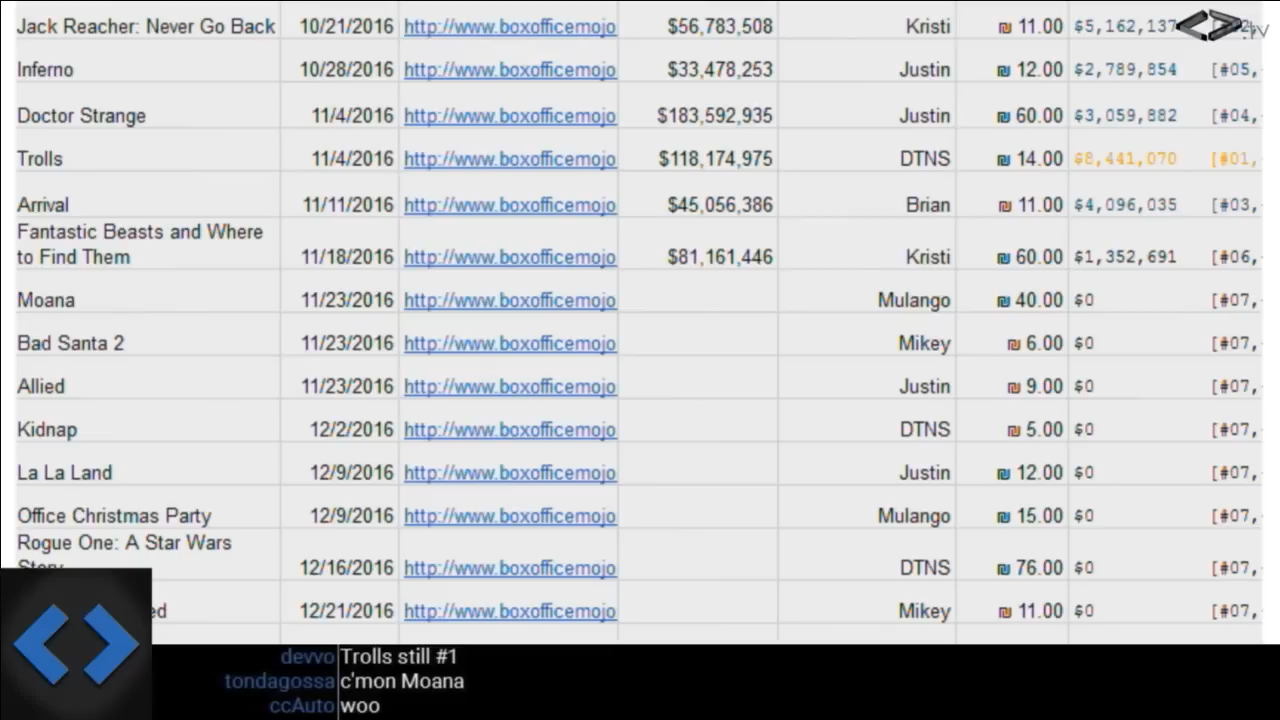 Jack Reacher: Never Go Back 10/21/2016 http://www.boxofficemojo $56,783,508 Kristi ₪ 11.00 $5,162,137
Inferno 10/28/2016 http://www.boxofficemojo $33,478,253 Justin ₪ 12.00 $2,789,854 [#05,
Doctor Strange 11/4/2016 http://www.boxofficemojo $183,592,935 Justin ₪ 60.00 $3,059,882 [#04,
Trolls 11/4/2016 http://www.boxofficemojo $118,174,975 DTNS ₪ 14.00 $8,441,070 [#01,
Arrival 11/11/2016 http://www.boxofficemojo $45,056,386 Brian ₪ 11.00 $4,096,035 [#03,
Fantastic Beasts and Where
to Find Them 11/18/2016 http://www.boxofficemojo $81,161,446 Kristi ₪ 60.00 $1,352,691 [#06,
Moana 11/23/2016 http://www.boxofficemojo Mulango ₪ 40.00 $0 [#07,
Bad Santa 2 11/23/2016 http://www.boxofficemojo Mikey ₪ 6.00 $0 [#07,
Allied 11/23/2016 http://www.boxofficemojo Justin ₪ 9.00 $0 [#07,
Kidnap 12/2/2016 http://www.boxofficemojo DTNS ₪ 5.00 $0 [#07,
La La Land 12/9/2016 http://www.boxofficemojo Justin ₪ 12.00 $0 [#07,
Office Christmas Party 12/9/2016 http://www.boxofficemojo Mulango ₪ 15.00 $0 [#07,
Rogue One: A Star Wars
Story 12/16/2016 http://www.boxofficemojo DTNS ₪ 76.00 $0 [#07,
ed 12/21/2016 http://www.boxofficemojo Mikey ₪ 11.00 $0 [#07,
devvo Trolls still #1
tondagossa c'mon Moana
ccAuto woo